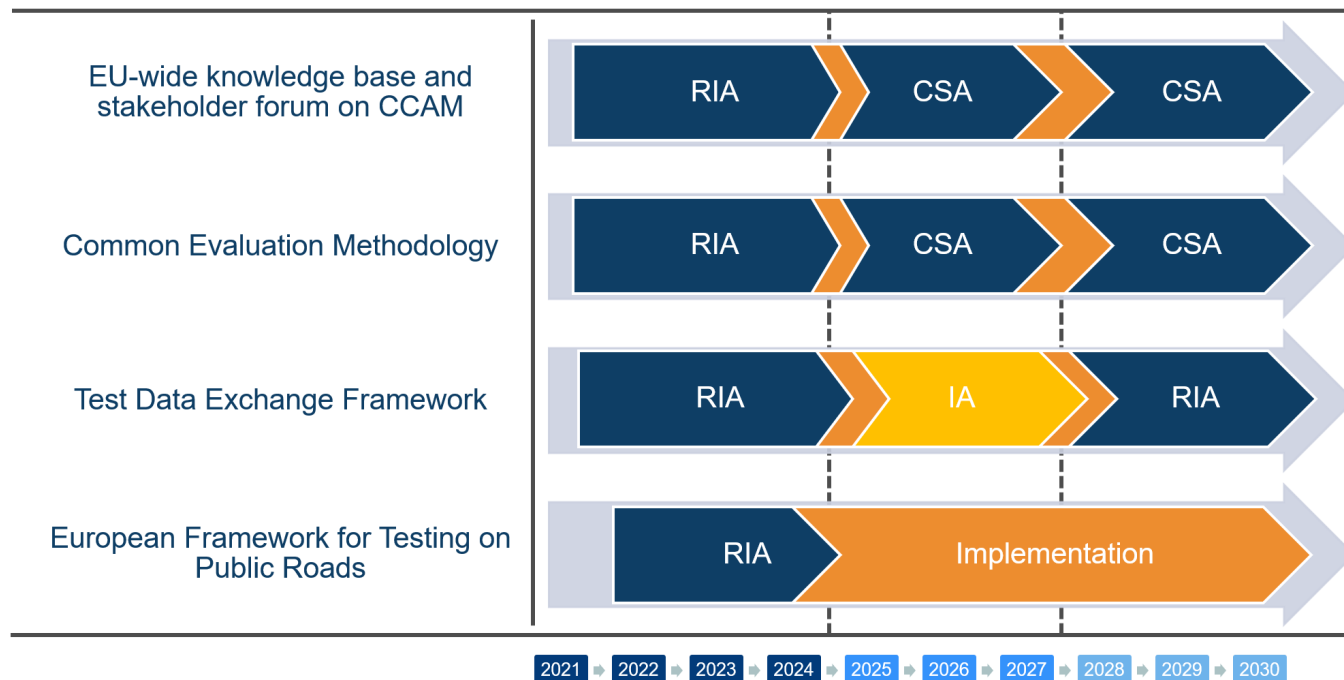 EU-wide knowledge base and
stakeholder forum on CCAM
RIA
CSA
CSA
Common Evaluation Methodology
RIA
CSA
CSA
Test Data Exchange Framework
RIA
IA
RIA
European Framework for Testing on
Public Roads
RIA
Implementation
2021 2022 2023 2024 2025 2026 2027 2028 2029 2030